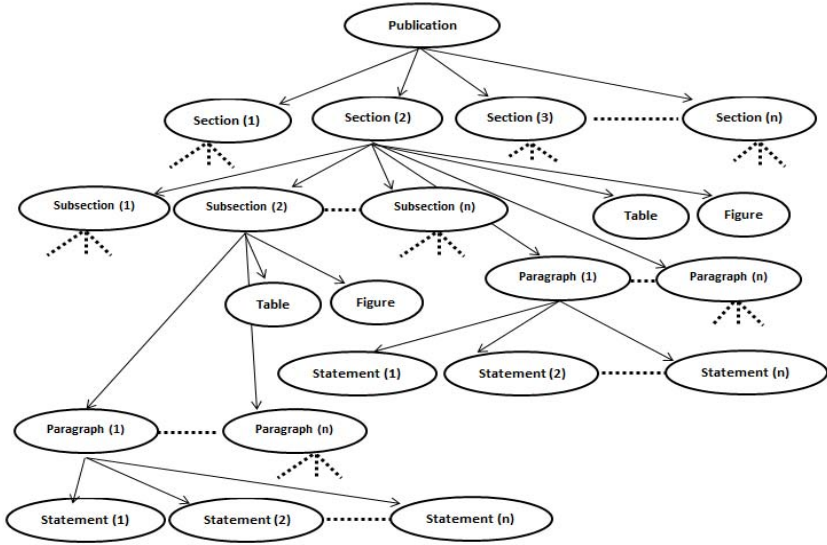 Publication
Section (1)
Section (2)
Section (3)
Section (n)
Subsection (1)
Subsection (2)
Subsection (n)
Table
Figure
Paragraph (1)
Paragraph (n)
Table
Figure
Statement (1)
Statement (2)
Statement (n)
Paragraph (1)
Paragraph (n)
Statement (1)
Statement (2)
Statement (n)